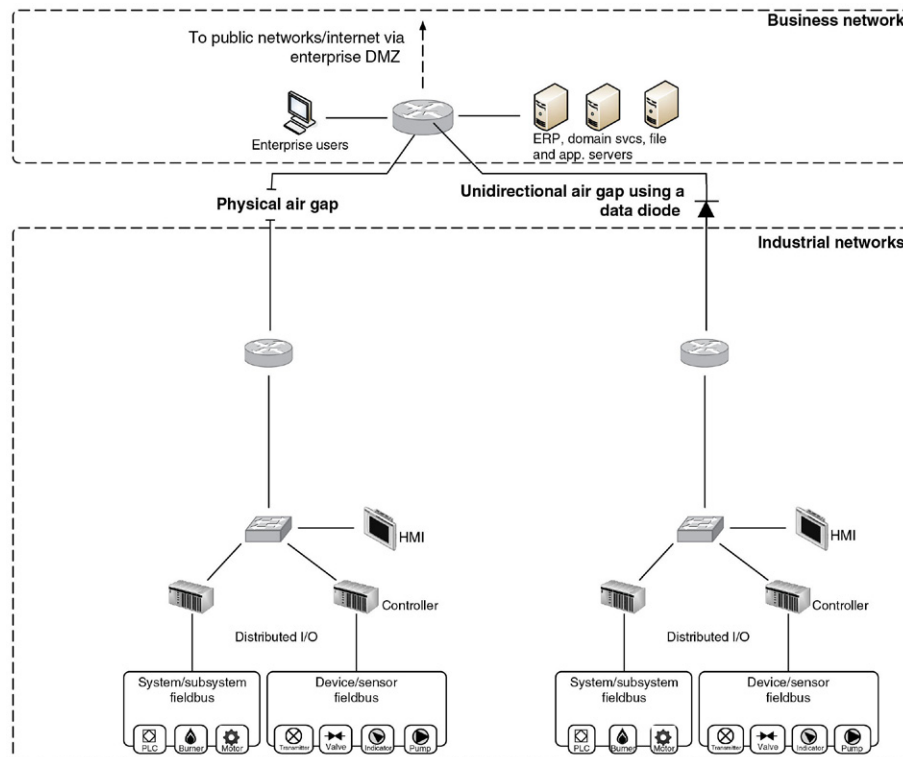 Business network
To public networks/internet via
enterprise DMZ
Enterprise users
ERP, domain svcs, file
and app. servers
Physical air gap
Unidirectional air gap using a
data diode
Industrial networks
HMI
HMI
Controller
Controller
Distributed I/O
Distributed I/O
System/subsystem
fieldbus
Device/sensor
fieldbus
System/subsystem
fieldbus
Device/sensor
fieldbus
PLC
Burner
Motor
Transmitter
Valve
Indicator
Pump
PLC
Burner
Motor
Transmitter
Valve
Indicator
Pump